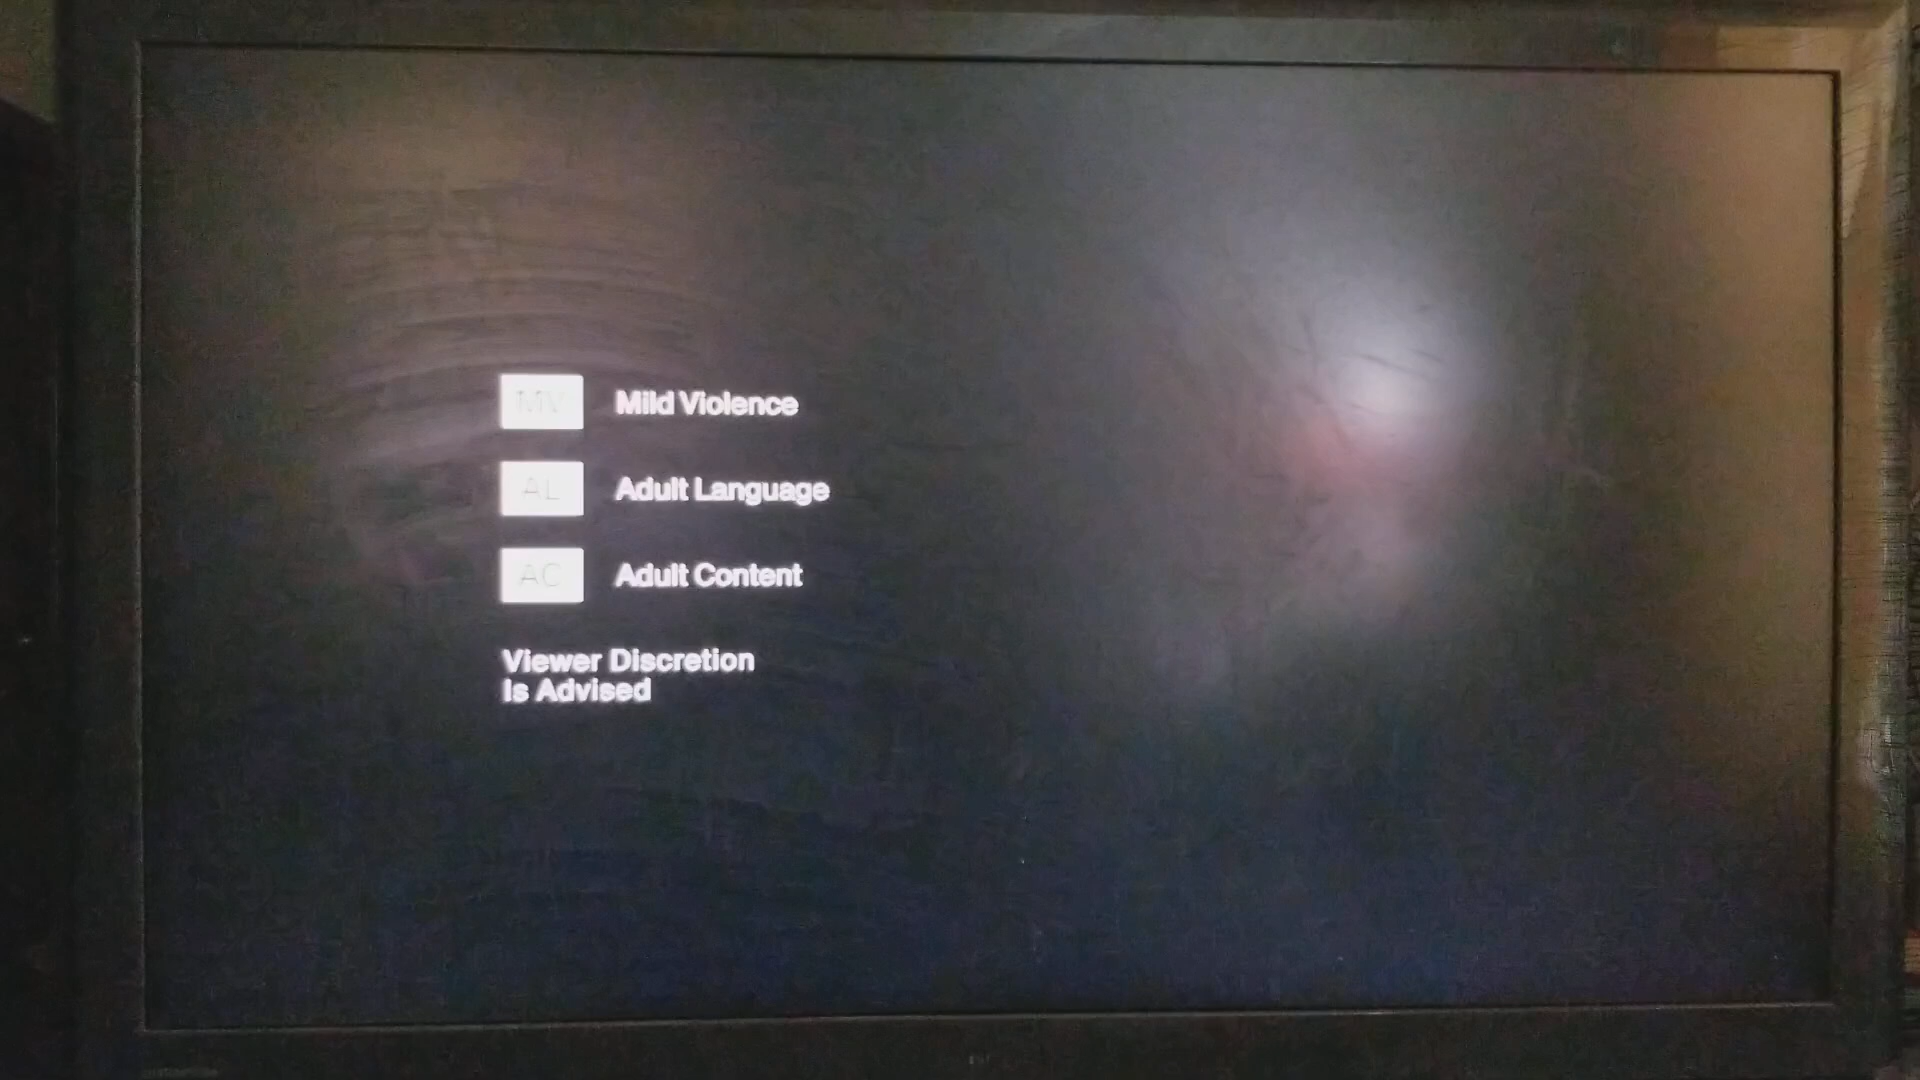 MV Mild Violence
AL Adult Language
AC Adult Content
Viewer Discretion
Is Advised